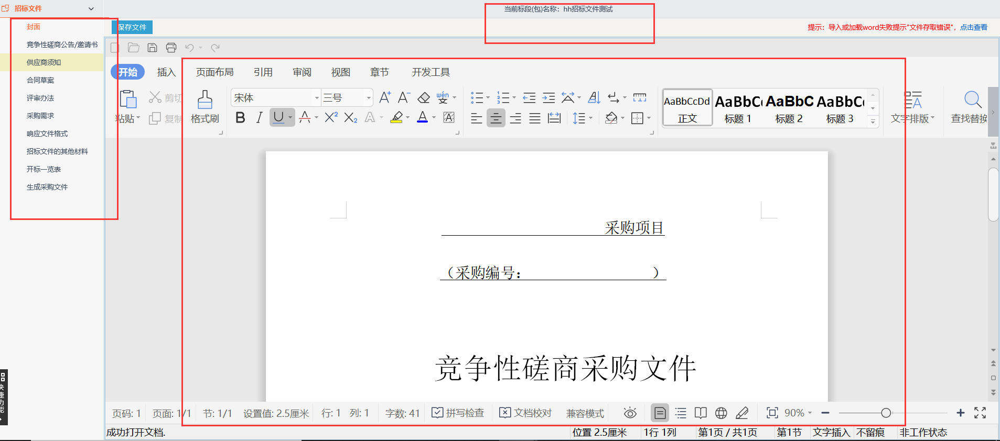 招标文件
当前标段(包)名称：hh招标文件测试
封面
竞争性磋商公告/邀请书
供应商须知
合同草案
评审办法
采购需求
响应文件格式
招标文件的其他材料
开标一览表
生成采购文件
保存文件
提示：导入或加载word失败提示"文件存取错误"，点击查看
开始 插入 页面布局 引用 审阅 视图 章节 开发工具
粘贴 剪切 复制 格式刷
宋体 三号
wén 变
AaBbCcDd AaBbCc AaBbC AaBbCc
正文 标题 1 标题 2 标题 3
文字排版 查找替换
采购项目
（采购编号： ）
竞争性磋商采购文件
快捷功能
页码: 1 页面: 1/1 节: 1/1 设置值: 2.5厘米 行: 1 列: 1 字数: 41 拼写检查 文档校对 兼容模式 90%
成功打开文档. 位置 2.5厘米 1行 1列 第1页 / 共1页 第1节 文字插入 不留痕 非工作状态